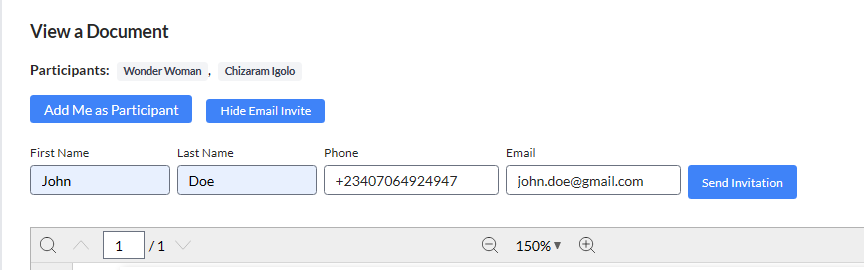 View a Document
Participants: Wonder Woman , Chizaram Igolo
Add Me as Participant Hide Email Invite
First Name Last Name Phone Email
John Doe +23407064924947 john.doe@gmail.com Send Invitation
1 / 1 150%